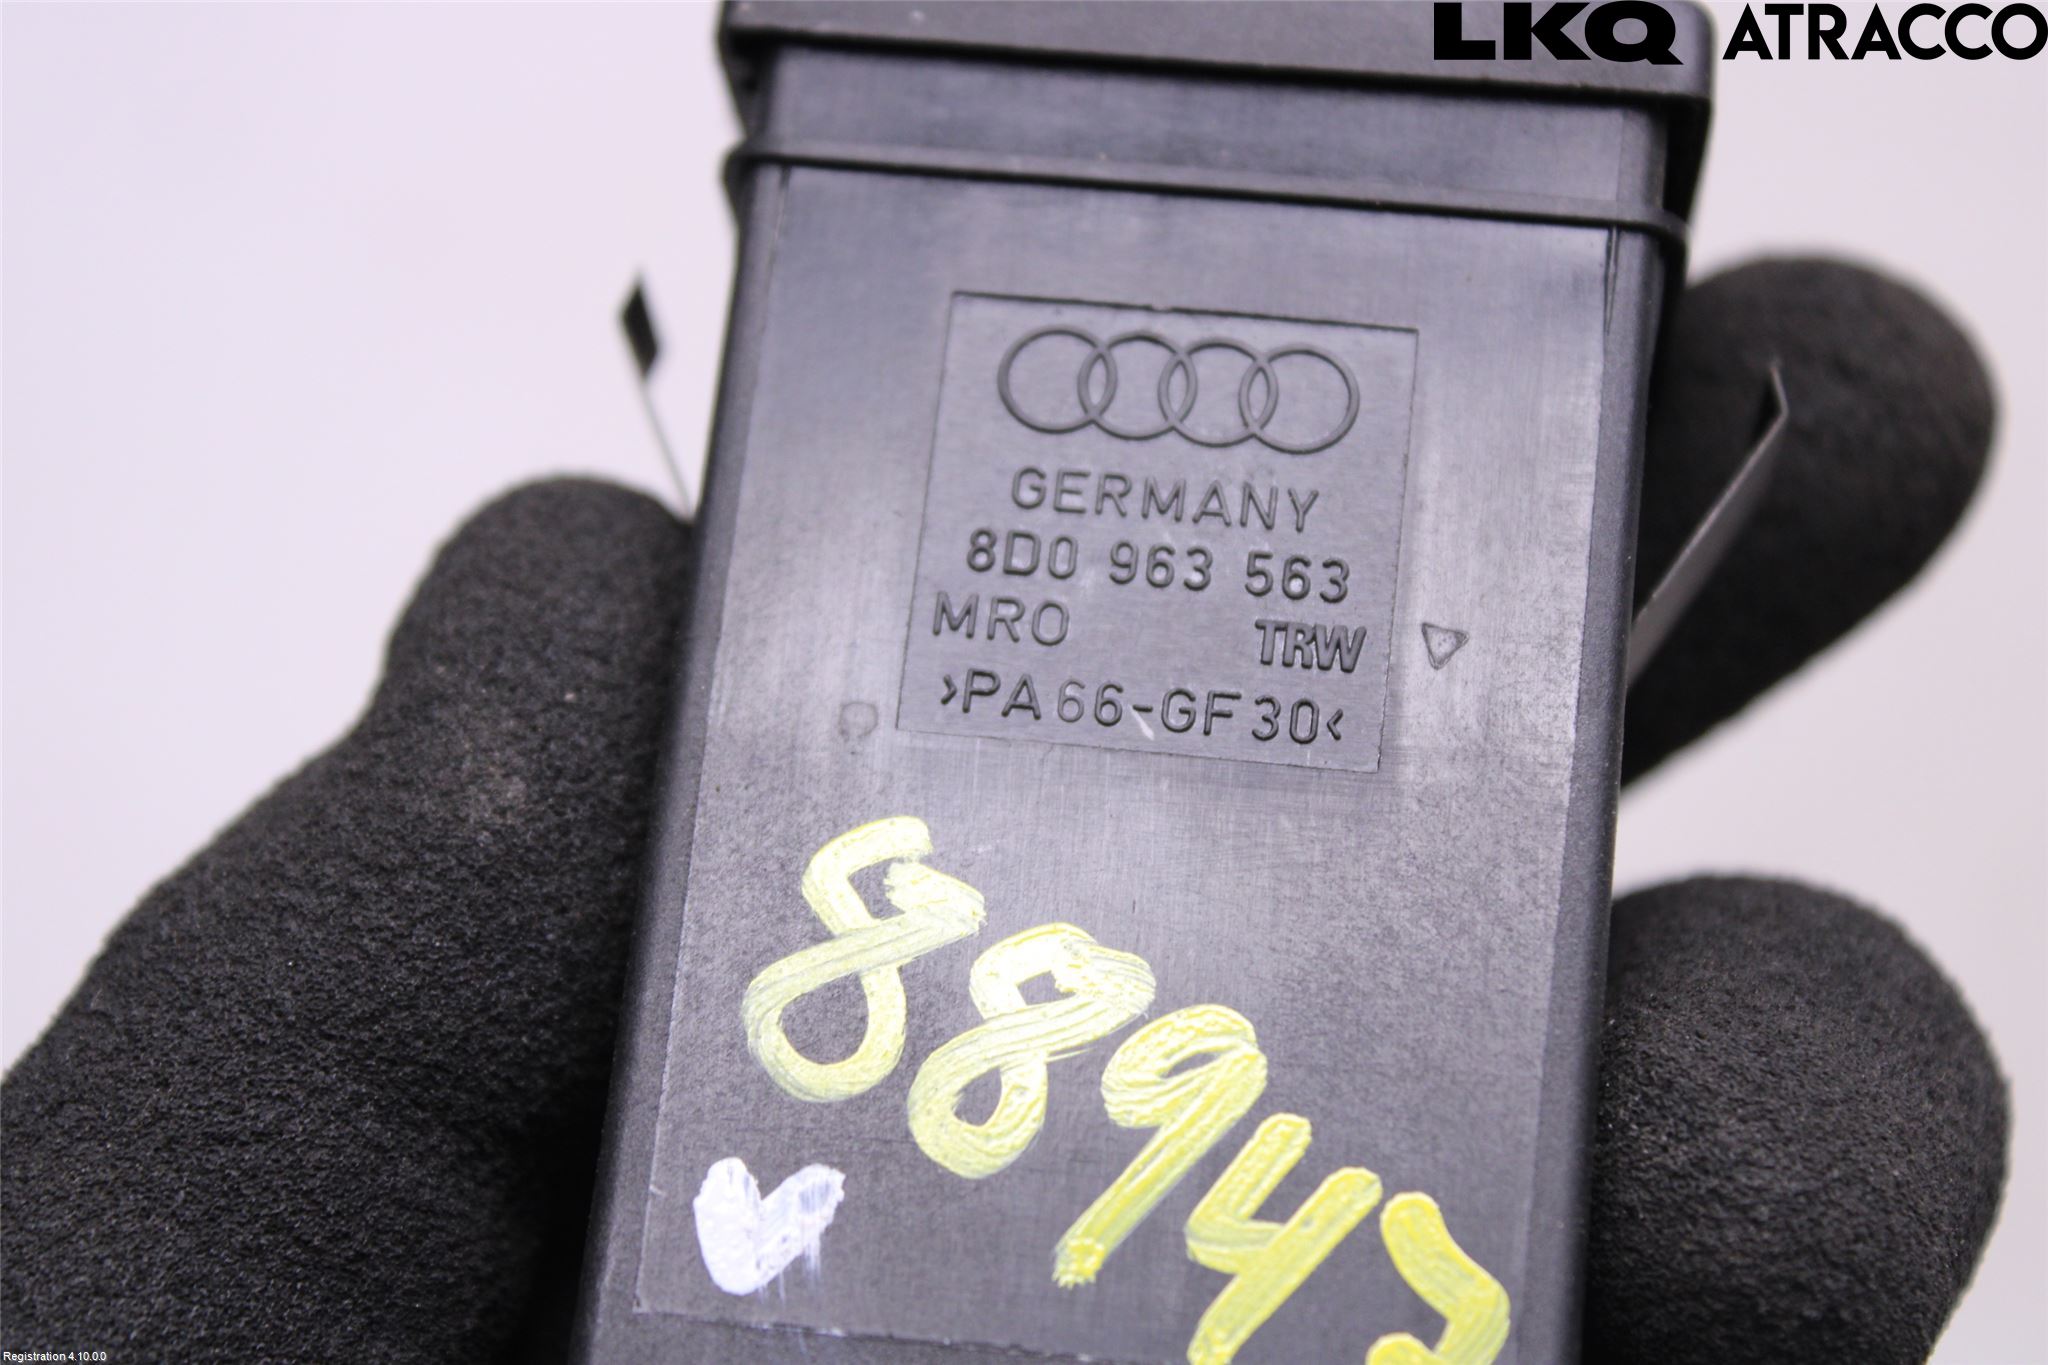 LKQ ATRACCO
GERMANY
8D0 963 563
MRO TRW
>PA66-GF30<
8894
Registration 4.10.0.0